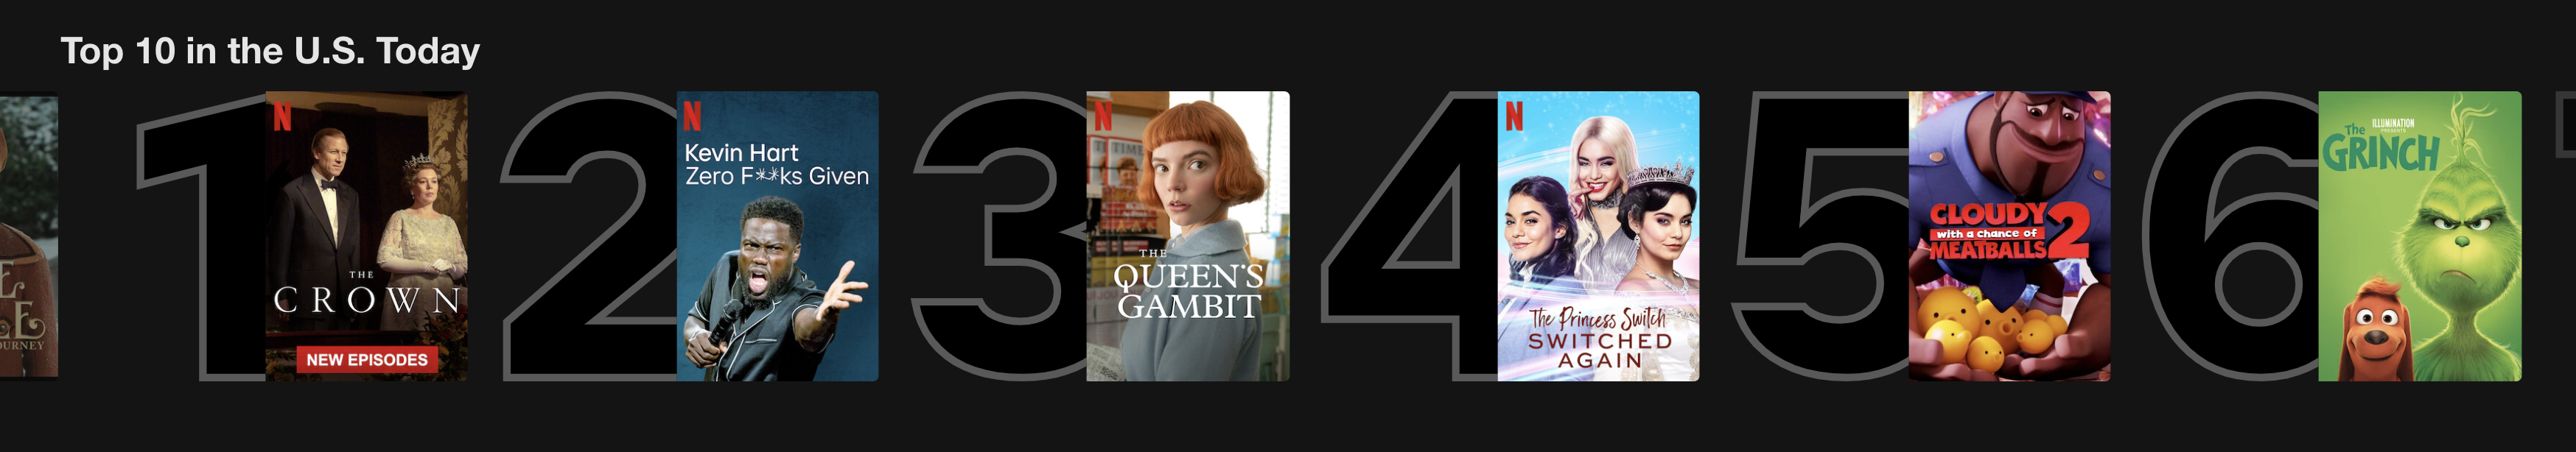 Top 10 in the U.S. Today
URNEY
1
N
THE
CROWN
NEW EPISODES
2
N
Kevin Hart
Zero F**ks Given
3
N
TIME
THE
QUEEN'S
GAMBIT
4
N
The Princess Switch
SWITCHED
AGAIN
5
CLOUDY 2
with a chance of
MEATBALLS
6
ILLUMINATION
PRESENTS
The
GRINCH